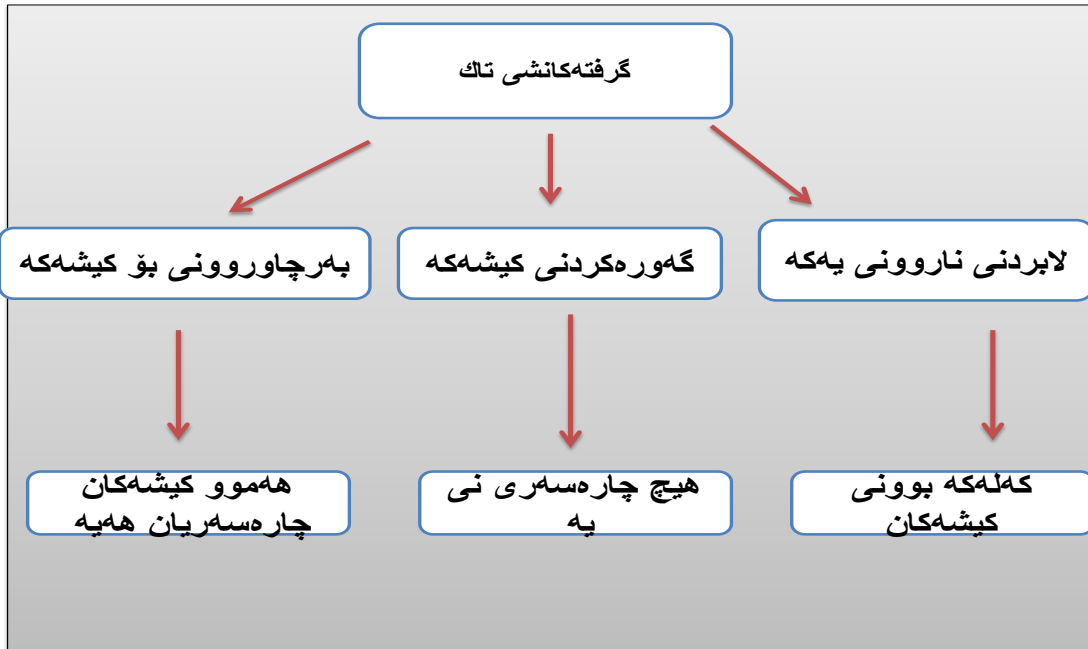 گرفتەکانشی تاك
لابردنی ناروونی یەکە
گەورەکردنی کیشەکە
بەرچاوروونی بۆ کیشەکە
کەڵەکە بوونی
کیشەکان
هیچ چارەسەری نی
یە
هەموو کیشەکان
چارەسەریان هەیە